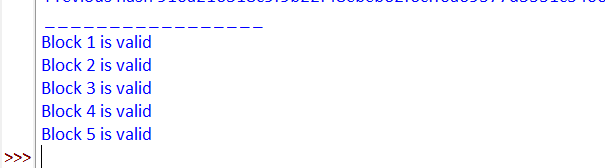 _ _ _ _ _ _ _ _ _ _ _ _ _ _ _ _ _
Block 1 is valid
Block 2 is valid
Block 3 is valid
Block 4 is valid
Block 5 is valid
>>>